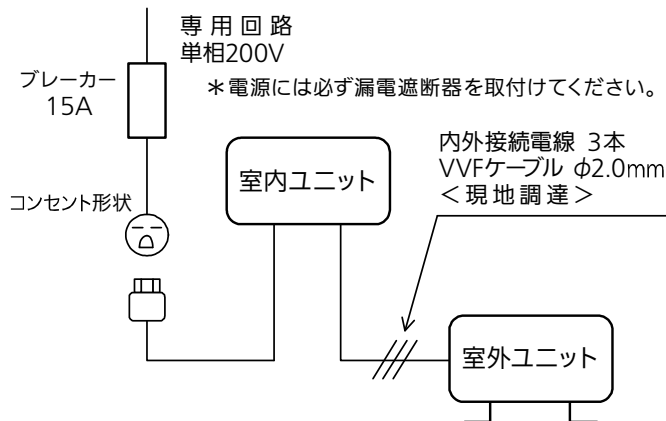 専用回路
単相200V
ブレーカー
15A
＊電源には必ず漏電遮断器を取付けてください。
内外接続電線 3本
VVFケーブル φ2.0mm
＜現地調達＞
室内ユニット
コンセント形状
室外ユニット